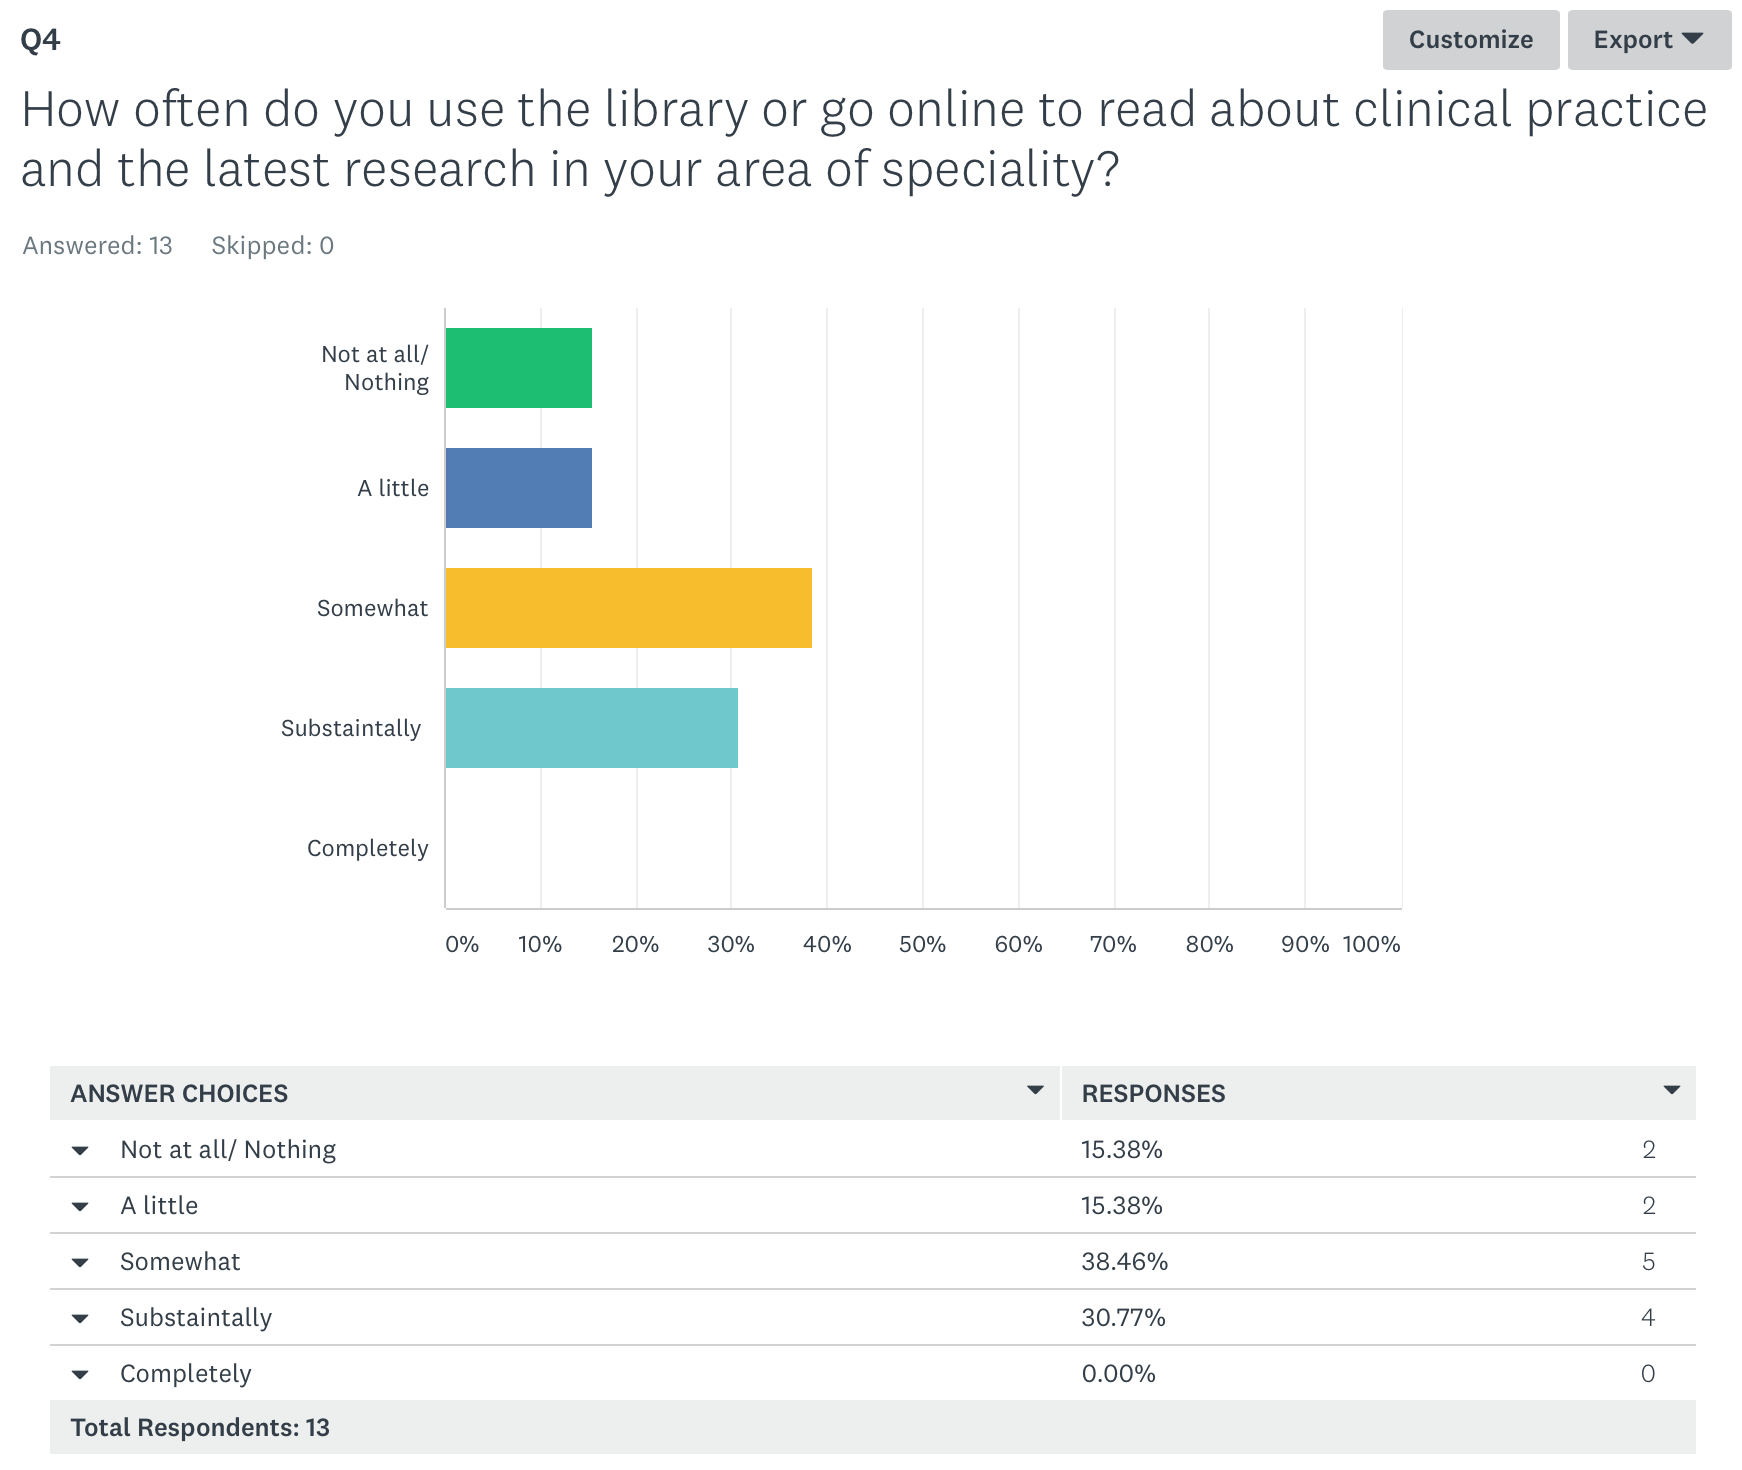 Q4
Customize
Export
How often do you use the library or go online to read about clinical practice
and the latest research in your area of speciality?
Answered: 13 Skipped: 0
Not at all/
Nothing
A little
Somewhat
Substaintally
Completely
0% 10% 20% 30% 40% 50% 60% 70% 80% 90% 100%
ANSWER CHOICES RESPONSES
Not at all/ Nothing 15.38% 2
A little 15.38% 2
Somewhat 38.46% 5
Substaintally 30.77% 4
Completely 0.00% 0
Total Respondents: 13